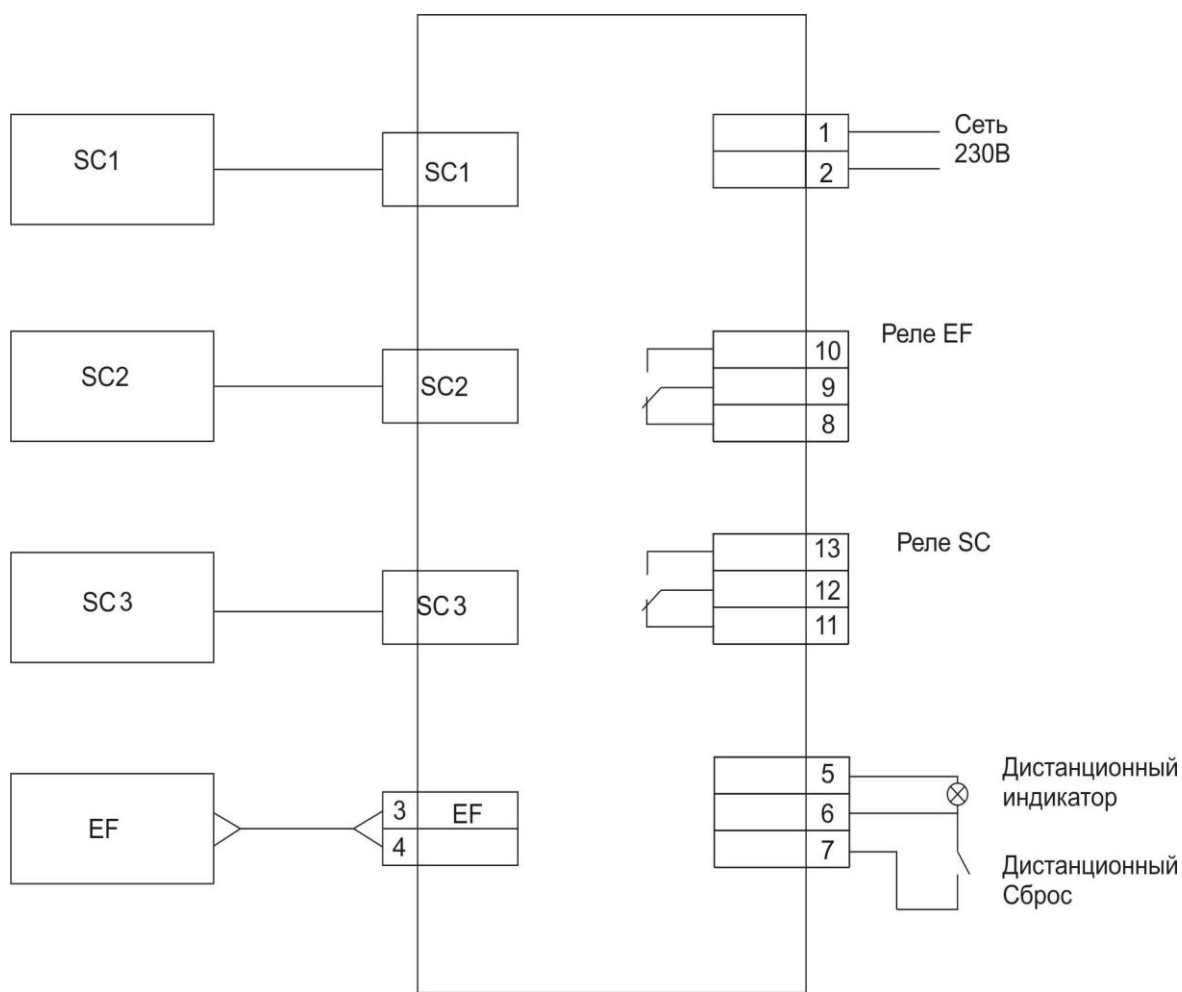 SC1
SC1
1
2
Сеть
230В
SC2
SC2
Реле EF
10
9
8
SC3
SC3
Реле SC
13
12
11
EF
3
EF
4
5
6
7
Дистанционный
индикатор
Дистанционный
Сброс